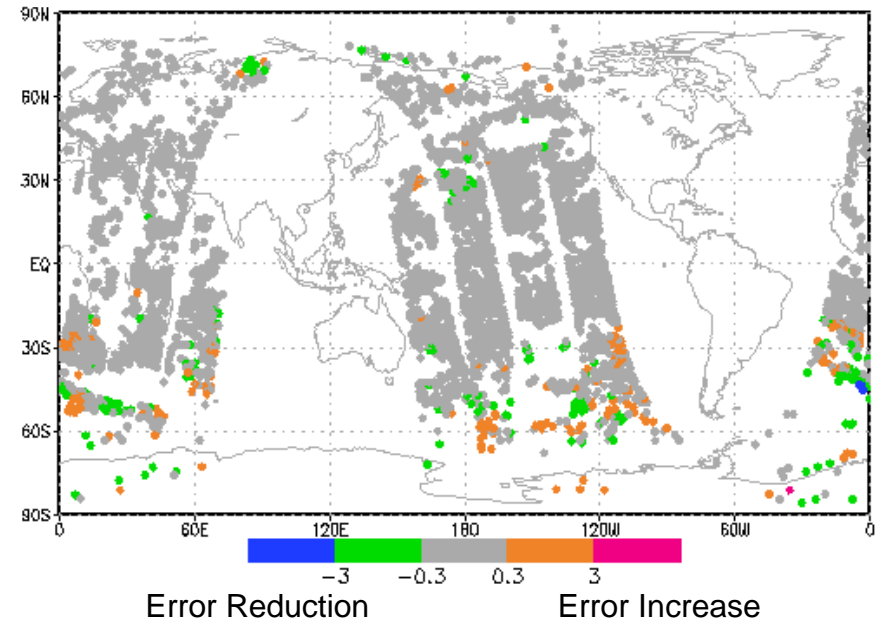 90N
60N
30N
EQ
30S
60S
90S
0 60E 120E 180 120W 60W 0
-3 -0.3 0.3 3
Error Reduction Error Increase